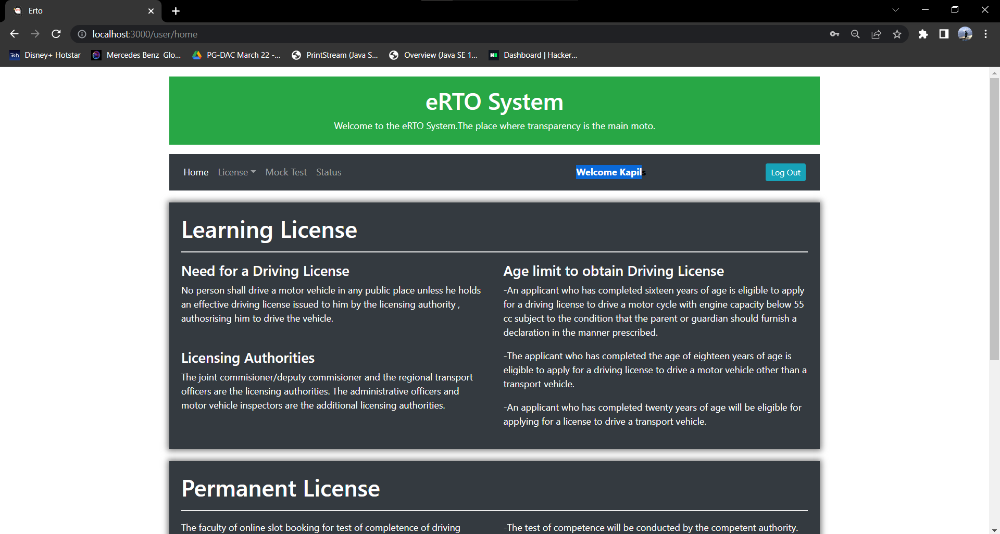 Erto
localhost:3000/user/home
Disney+ Hotstar
Mercedes Benz Glo...
PG-DAC March 22 -...
PrintStream (Java S...
Overview (Java SE 1...
Dashboard | Hacker...
eRTO System
Welcome to the eRTO System.The place where transparency is the main moto.
Home License Mock Test Status Welcome Kapils Log Out
Learning License
Need for a Driving License
No person shall drive a motor vehicle in any public place unless he holds
an effective driving license issued to him by the licensing authority ,
authosrising him to drive the vehicle.
Licensing Authorities
The joint commisioner/deputy commisioner and the regional transport
officers are the licensing authorities. The administrative officers and
motor vehicle inspectors are the additional licensing authorities.
Age limit to obtain Driving License
-An applicant who has completed sixteen years of age is eligible to apply
for a driving license to drive a motor cycle with engine capacity below 55
cc subject to the condition that the parent or guardian should furnish a
declaration in the manner prescribed.
-The applicant who has completed the age of eighteen years of age is
eligible to apply for a driving license to drive a motor vehicle other than a
transport vehicle.
-An applicant who has completed twenty years of age will be eligible for
applying for a license to drive a transport vehicle.
Permanent License
The faculty of online slot booking for test of completence of driving
-The test of competence will be conducted by the competent authority.